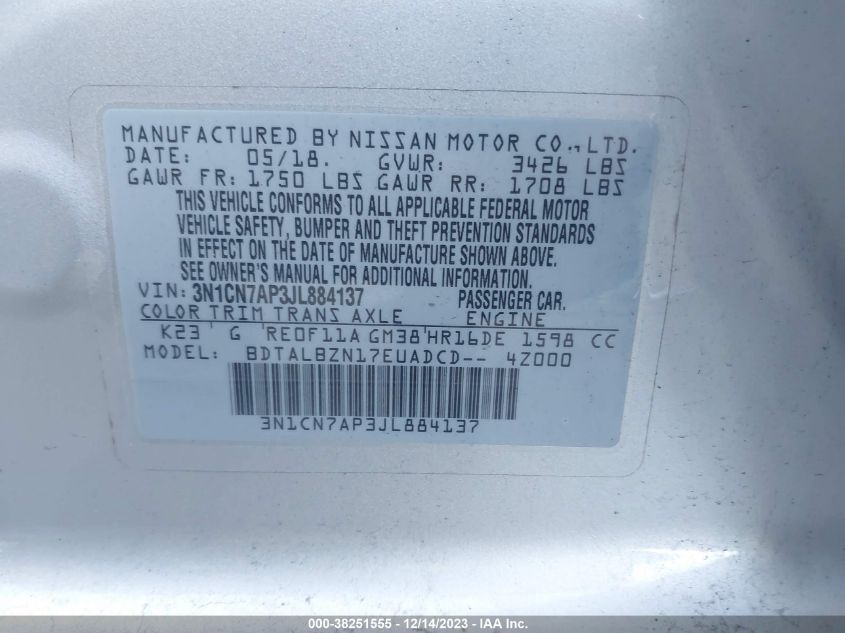 MANUFACTURED BY NISSAN MOTOR CO.,LTD.
DATE: 05/18. GVWR: 3426 LBS
GAWR FR: 1750 LBS GAWR RR: 1708 LBS
THIS VEHICLE CONFORMS TO ALL APPLICABLE FEDERAL MOTOR
VEHICLE SAFETY, BUMPER AND THEFT PREVENTION STANDARDS
IN EFFECT ON THE DATE OF MANUFACTURE SHOWN ABOVE.
SEE OWNER'S MANUAL FOR ADDITIONAL INFORMATION.
VIN: 3N1CN7AP3JL884137 PASSENGER CAR.
COLOR TRIM TRANS AXLE ENGINE
K23 ' G 'RE0F11A GM38'HR16DE 1598 CC
MODEL: BDTALBZN17EUADCD-- 4Z000
3N1CN7AP3JL884137
000-38251555 - 12/14/2023 - IAAI.com